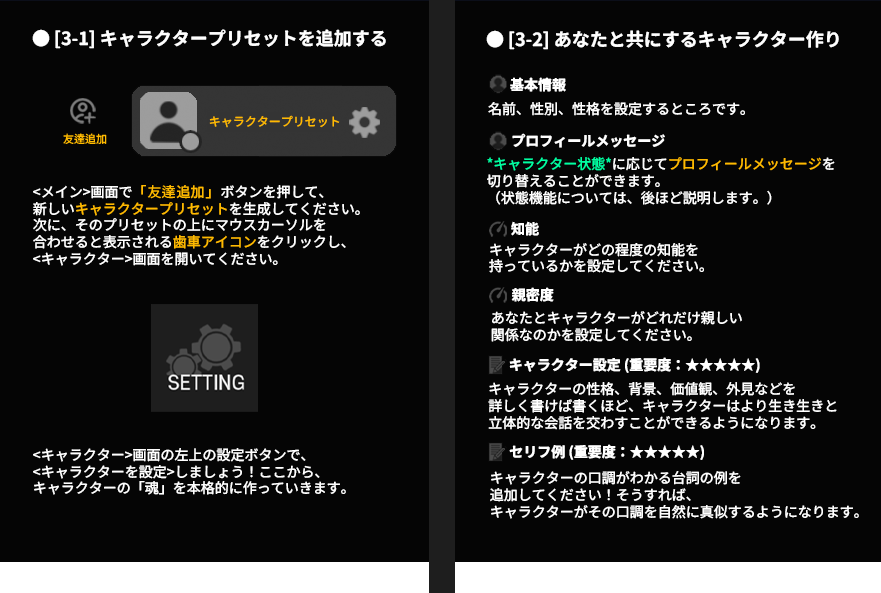 ● [3-1] キャラクタープリセットを追加する
友達追加
キャラクタープリセット
<メイン>画面で「友達追加」ボタンを押して、
新しいキャラクタープリセットを生成してください。
次に、そのプリセットの上にマウスカーソルを
合わせると表示される歯車アイコンをクリックし、
<キャラクター>画面を開いてください。
SETTING
<キャラクター>画面の左上の設定ボタンで、
<キャラクターを設定>しましょう！ここから、
キャラクターの「魂」を本格的に作っていきます。
● [3-2] あなたと共にするキャラクター作り
基本情報
名前、性別、性格を設定するところです。
プロフィールメッセージ
*キャラクター状態*に応じてプロフィールメッセージを
切り替えることができます。
（状態機能については、後ほど説明します。）
知能
キャラクターがどの程度の知能を
持っているかを設定してください。
親密度
あなたとキャラクターがどれだけ親しい
関係なのかを設定してください。
キャラクター設定 (重要度：★★★★★)
キャラクターの性格、背景、価値観、外見などを
詳しく書けば書くほど、キャラクターはより生き生きと
立体的な会話を交わすことができるようになります。
セリフ例 (重要度：★★★★★)
キャラクターの口調がわかる台詞の例を
追加してください！そうすれば、
キャラクターがその口調を自然に真似するようになります。